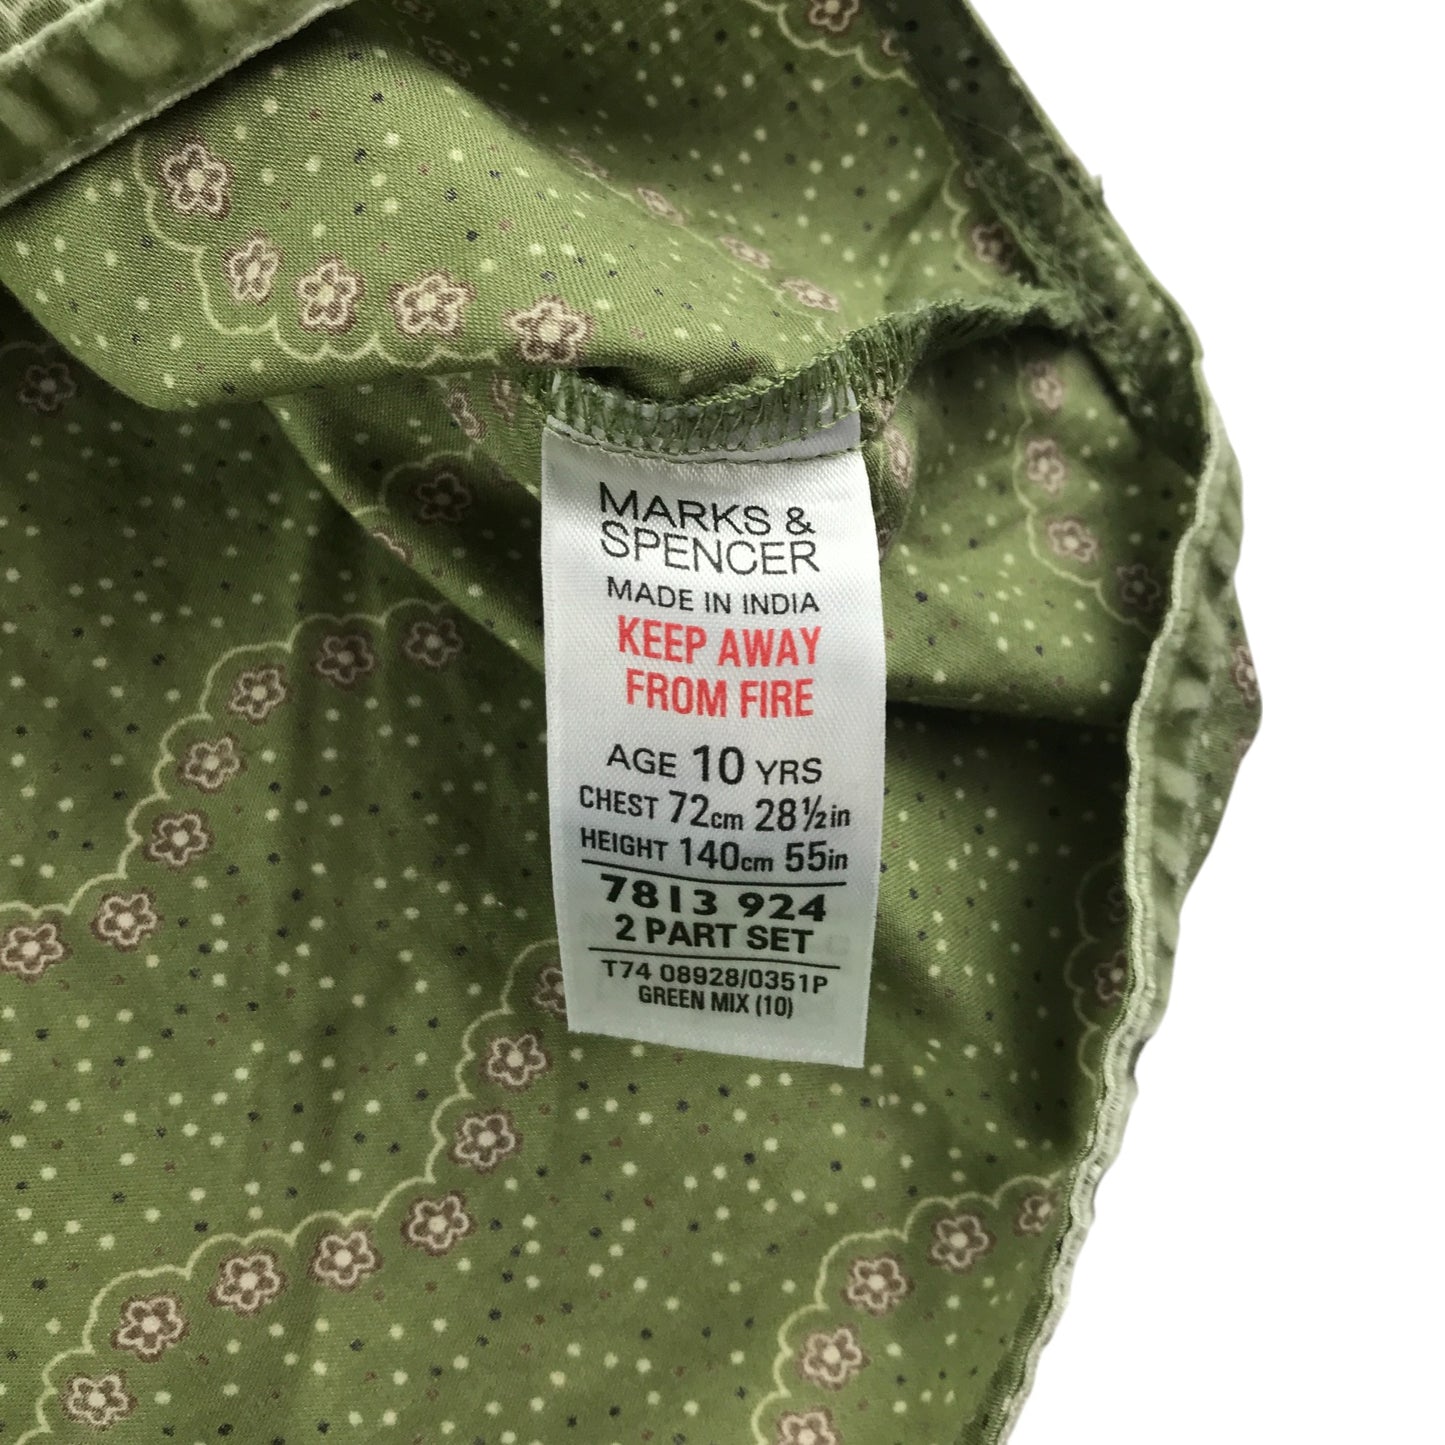 MARKS &
SPENCER
MADE IN INDIA
KEEP AWAY
FROM FIRE
AGE 10 YRS
CHEST 72cm 28½in
HEIGHT 140cm 55in
7813 924
2 PART SET
T74 08928/0351P
GREEN MIX (10)